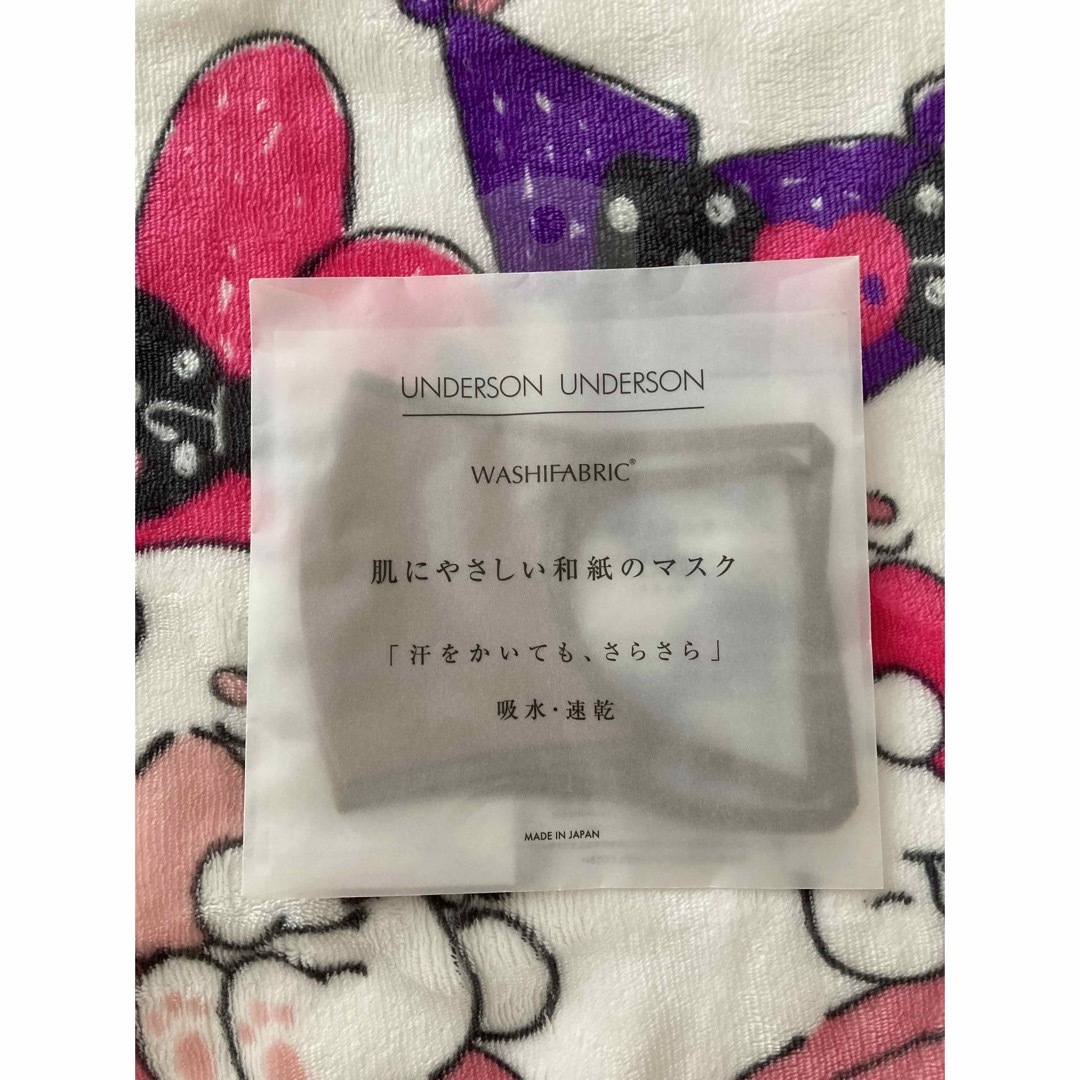 UNDERSON UNDERSON
WASHIFABRIC®
肌にやさしい和紙のマスク
「汗をかいても、さらさら」
吸水・速乾
MADE IN JAPAN